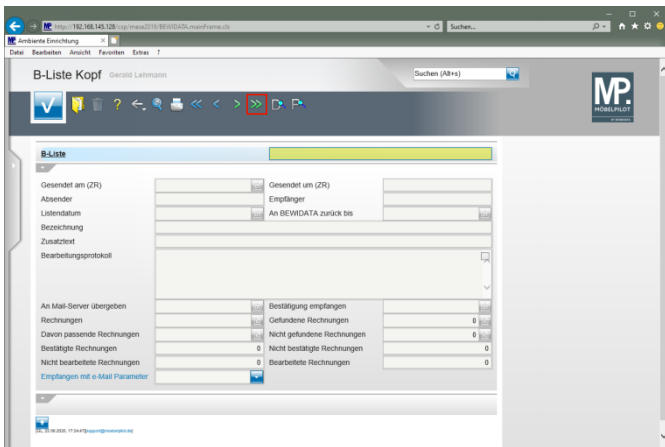 http://192.168.145.128/csp/mese2019/BEWIDATA.mainFrame.cls
Suchen...
Ambiente Einrichtung
Datei Bearbeiten Ansicht Favoriten Extras ?
B-Liste Kopf Gerald Lehmann
Suchen (Alt+s)
MP.
MÖBELPILOT
BY BEWIDATA
B-Liste
Gesendet am (ZR) Gesendet um (ZR)
Absender Empfänger
Listendatum An BEWIDATA zurück bis
Bezeichnung
Zusatztext
Bearbeitungsprotokoll
An Mail-Server übergeben Bestätigung empfangen
Rechnungen Gefundene Rechnungen 0
Davon passende Rechnungen Nicht gefundene Rechnungen 0
Bestätigte Rechnungen 0 Nicht bestätigte Rechnungen 0
Nicht bearbeitete Rechnungen 0 Bearbeitete Rechnungen 0
Empfangen mit e-Mail Parameter